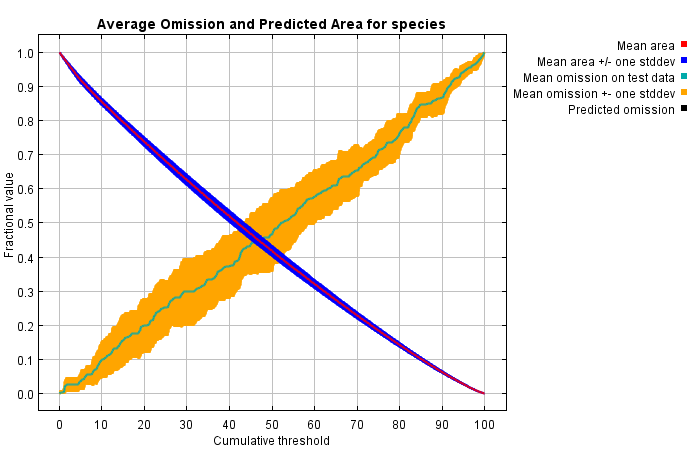 Average Omission and Predicted Area for species
Mean area
Mean area +/- one stddev
Mean omission on test data
Mean omission +- one stddev
Predicted omission
Fractional value
1.0
0.9
0.8
0.7
0.6
0.5
0.4
0.3
0.2
0.1
0.0
0 10 20 30 40 50 60 70 80 90 100
Cumulative threshold